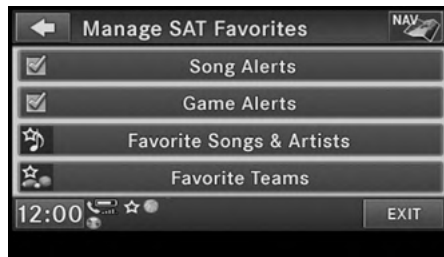 Manage SAT Favorites
NAV
Song Alerts
Game Alerts
Favorite Songs & Artists
Favorite Teams
12:00
EXIT